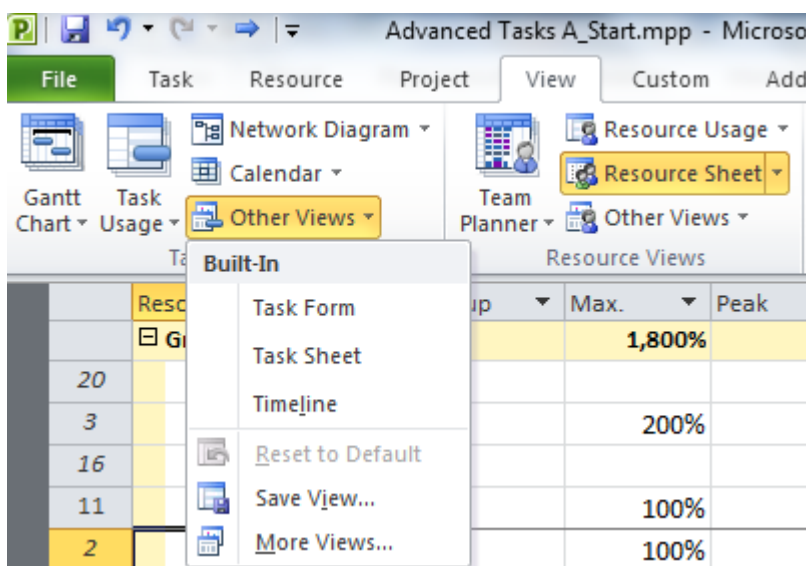 P Advanced Tasks A_Start.mpp - Microso
File Task Resource Project View Custom Add
Network Diagram
Calendar
Other Views
Gantt Chart
Task Usage
Team Planner
Resource Usage
Resource Sheet
Other Views
Ta
Resource Views
Built-In
Task Form
Task Sheet
Timeline
Reset to Default
Save View...
More Views...
Reso up Max. Peak
G 1,800%
20
3 200%
16
11 100%
2 100%